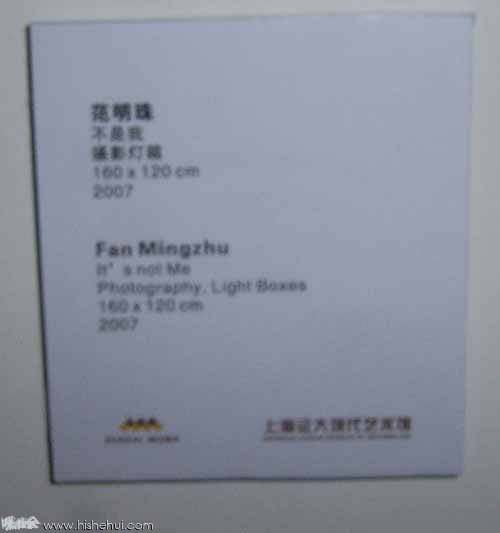 范明珠
不是我
摄影灯箱
160 x 120 cm
2007
Fan Mingzhu
It’s not Me
Photography, Light Boxes
160 x 120 cm
2007
上海证大现代艺术馆
www.hishehui.com